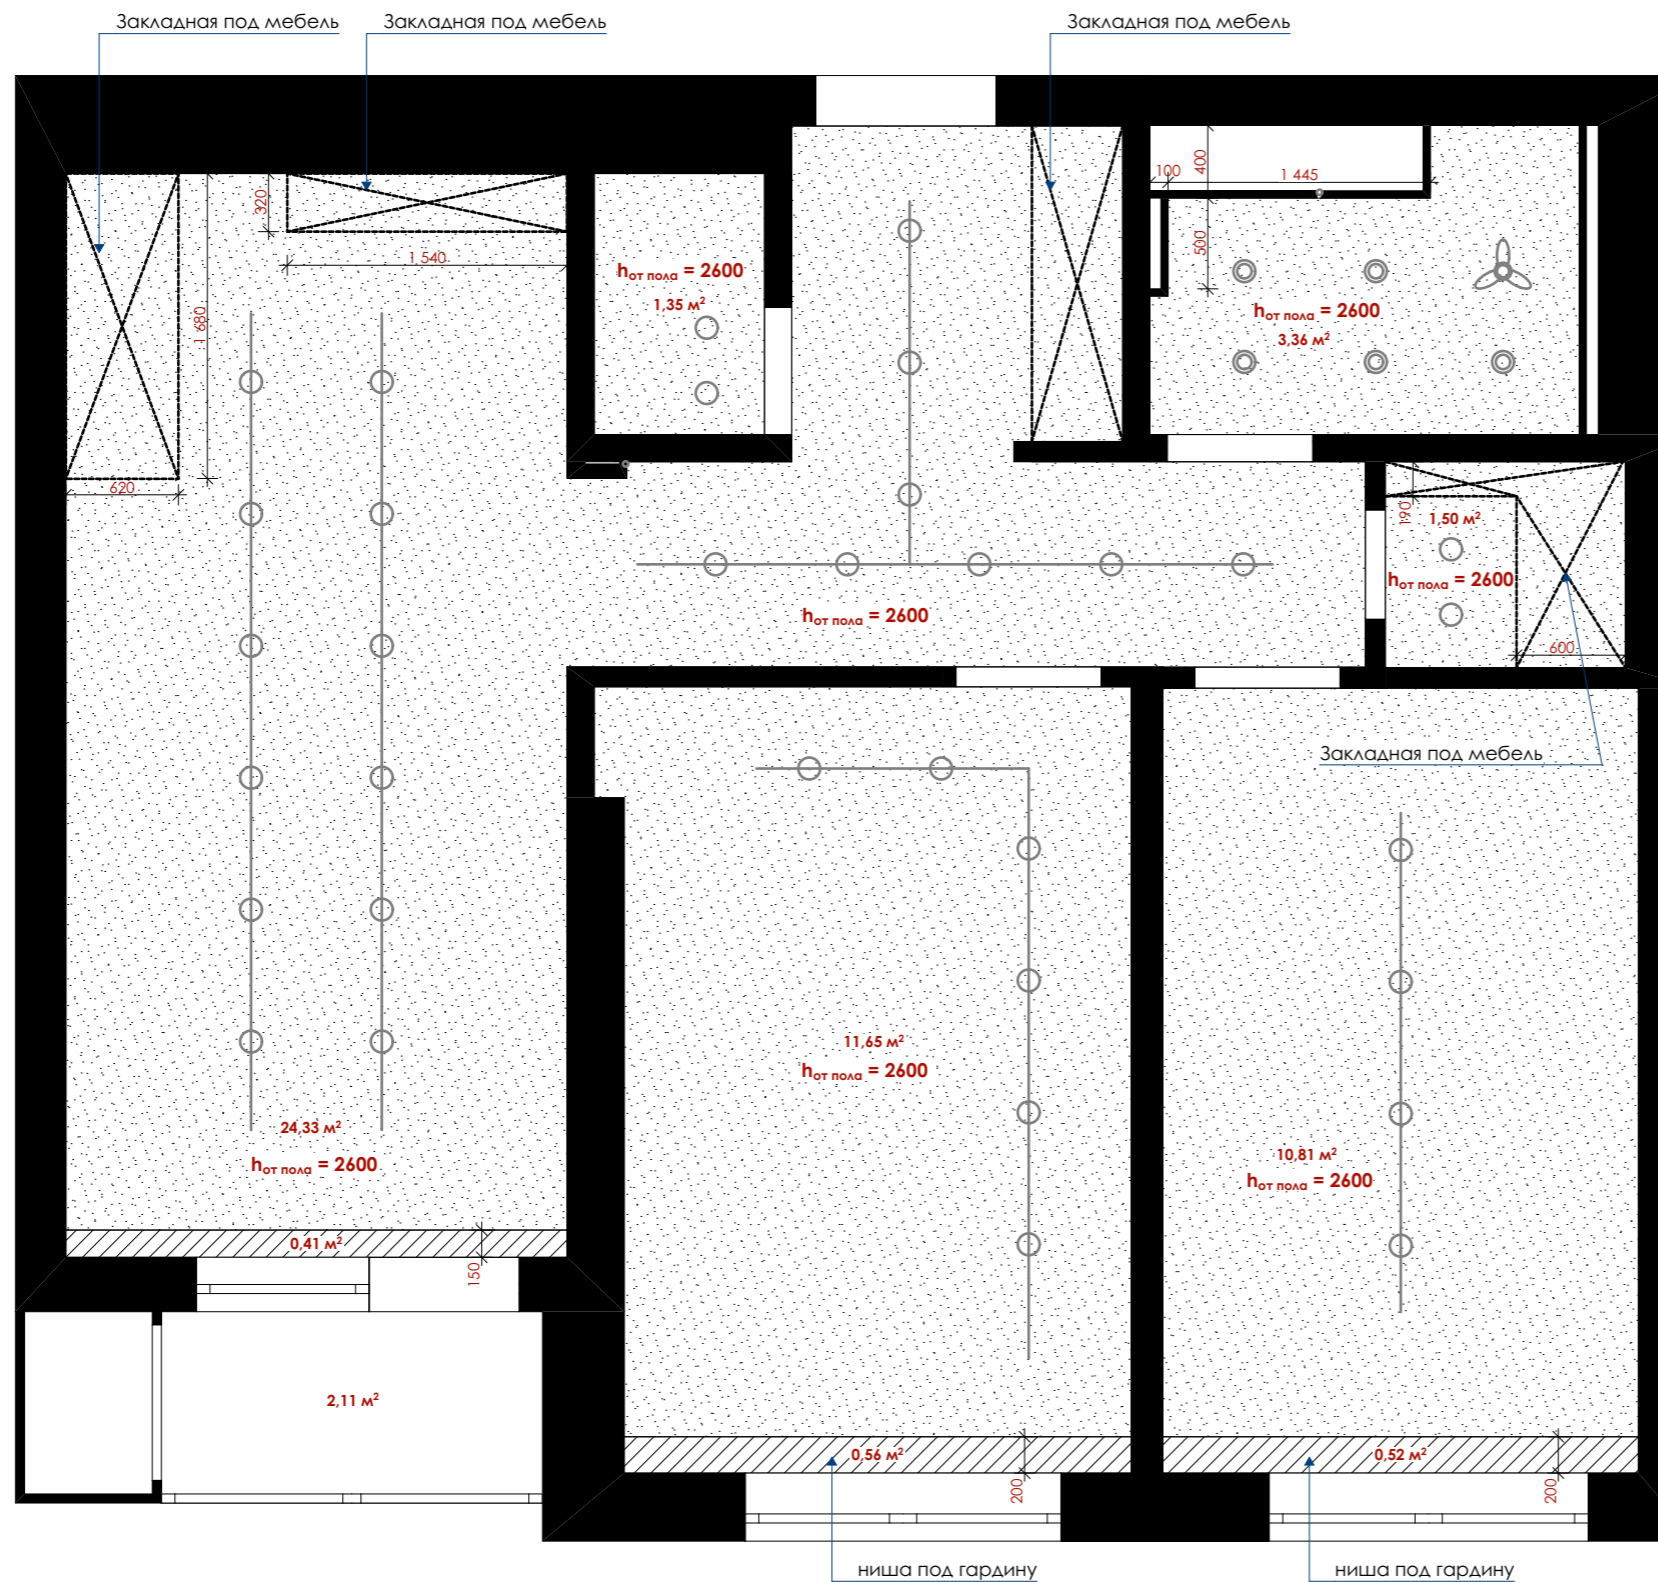 Закладная под мебель
Закладная под мебель
Закладная под мебель
320
1 540
1 680
620
hот пола = 2600
1,35 м²
400
100
1 445
500
hот пола = 2600
3,36 м²
190
1,50 м²
hот пола = 2600
600
hот пола = 2600
Закладная под мебель
11,65 м²
hот пола = 2600
24,33 м²
hот пола = 2600
10,81 м²
hот пола = 2600
0,41 м²
150
2,11 м²
0,56 м²
200
0,52 м²
200
ниша под гардину
ниша под гардину